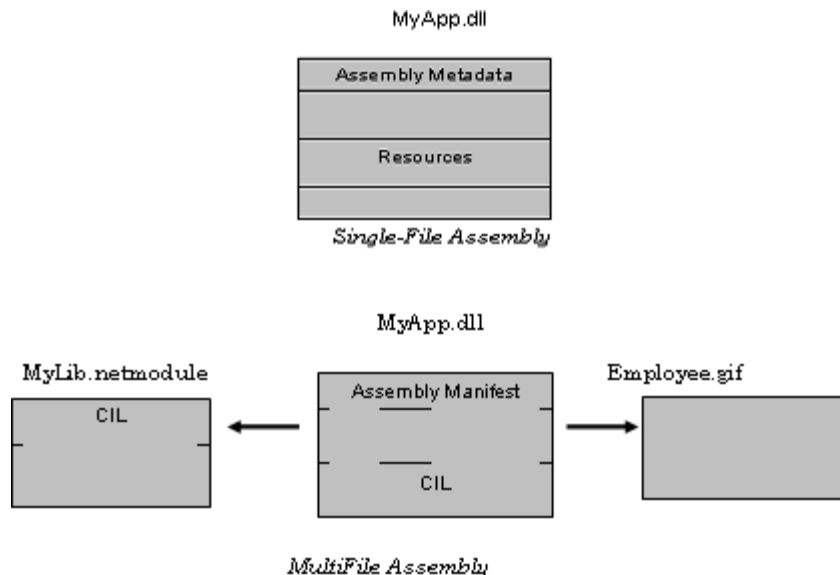 MyApp.dll
Assembly Metadata
Resources
Single-File Assembly
MyApp.dll
MyLib.netmodule
Employee.gif
Assembly Manifest
CIL
CIL
MultiFile Assembly